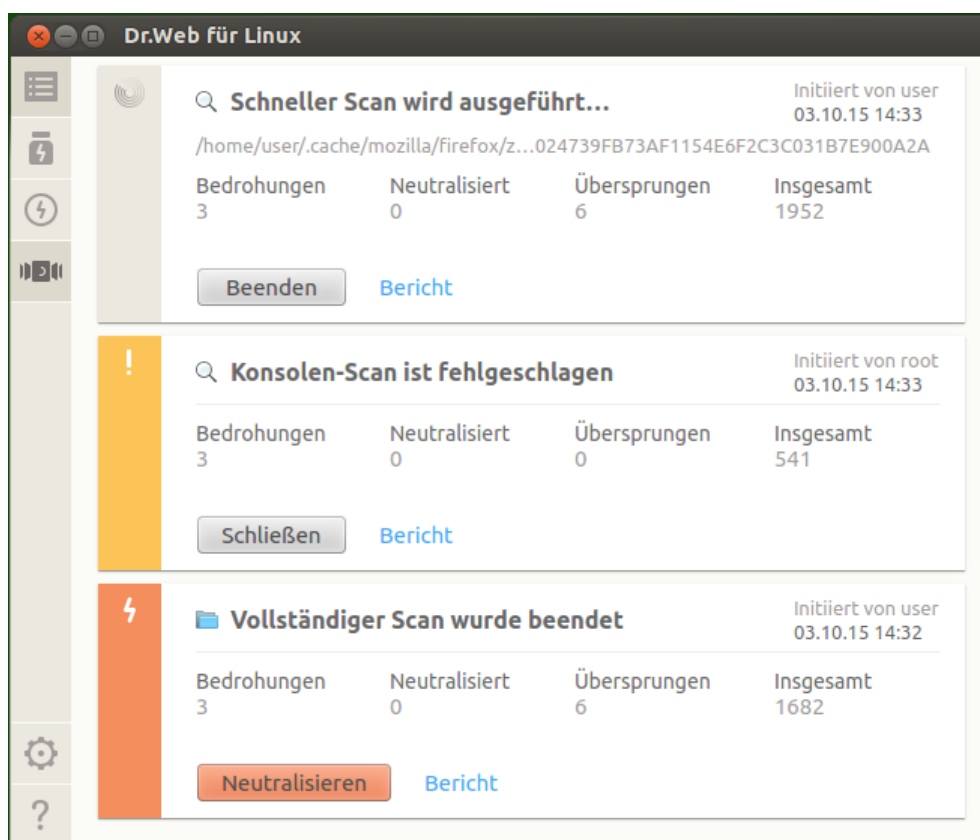 Dr.Web für Linux
Schneller Scan wird ausgeführt...
Initiiert von user
03.10.15 14:33
/home/user/.cache/mozilla/firefox/z...024739FB73AF1154E6F2C3C031B7E900A2A
Bedrohungen Neutralisiert Übersprungen Insgesamt
3 0 6 1952
Beenden Bericht
Konsolen-Scan ist fehlgeschlagen
Initiiert von root
03.10.15 14:33
Bedrohungen Neutralisiert Übersprungen Insgesamt
3 0 0 541
Schließen Bericht
Vollständiger Scan wurde beendet
Initiiert von user
03.10.15 14:32
Bedrohungen Neutralisiert Übersprungen Insgesamt
3 0 6 1682
Neutralisieren Bericht